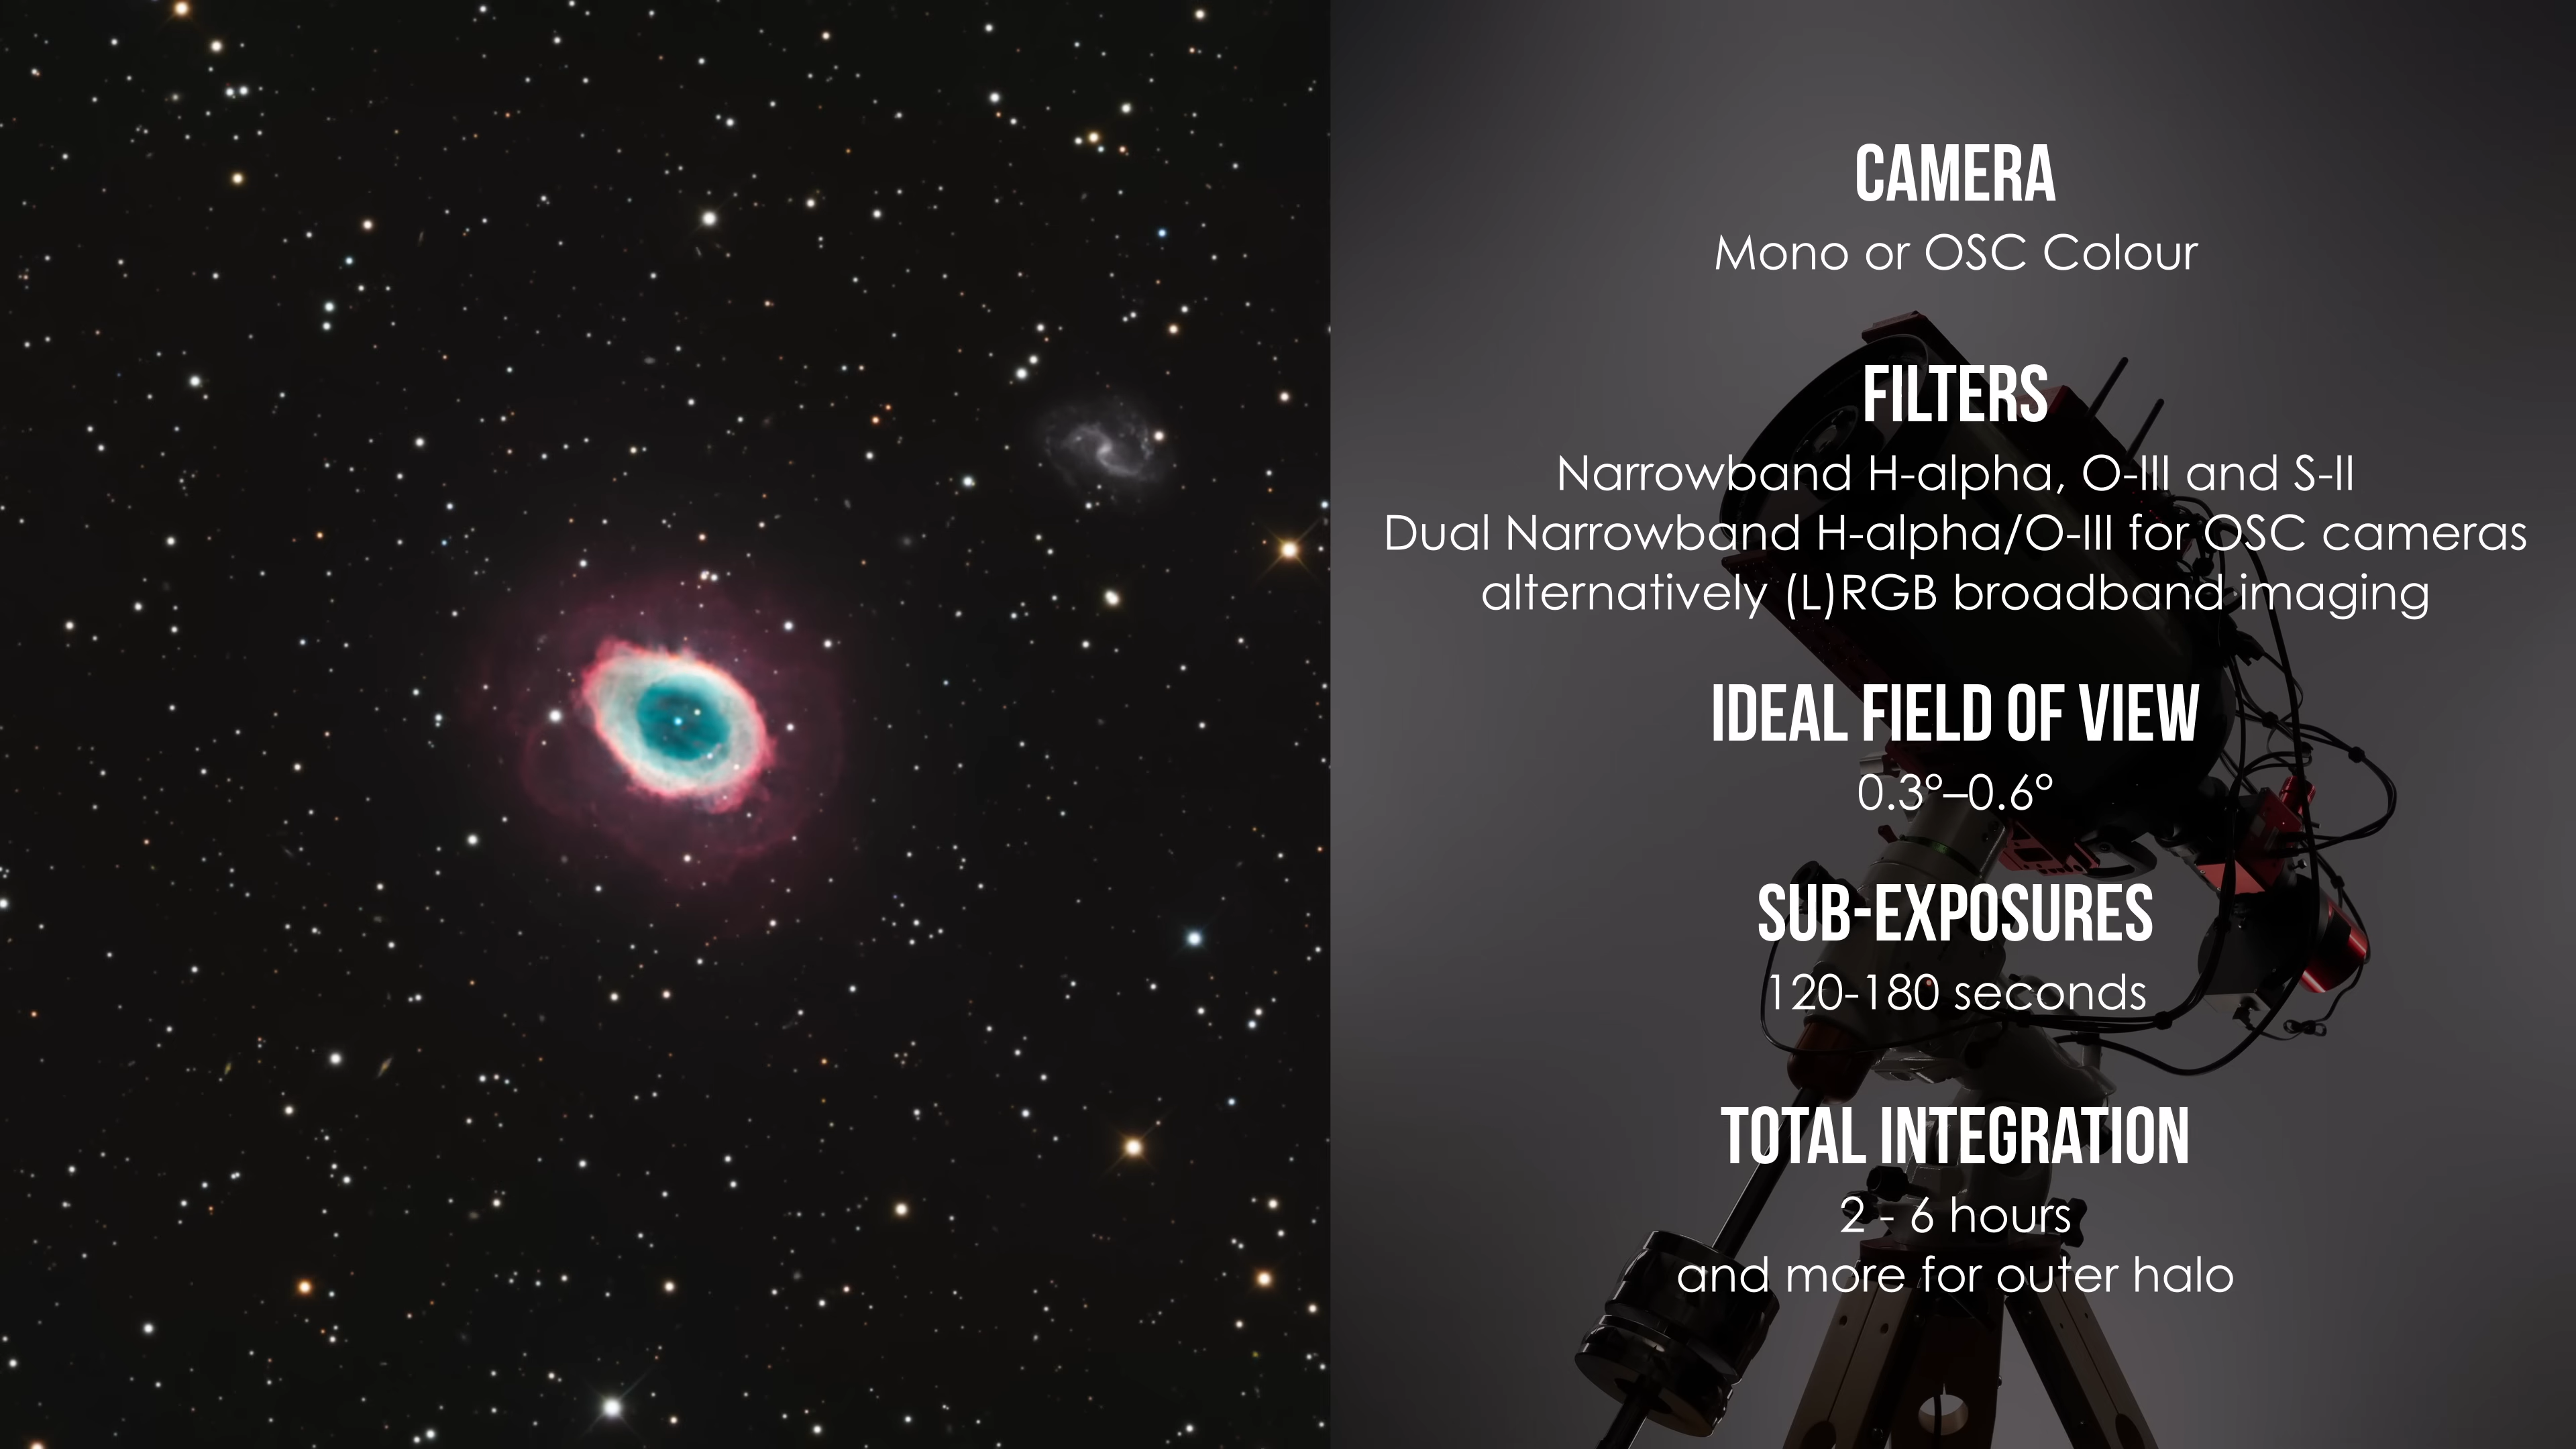 CAMERA
Mono or OSC Colour
FILTERS
Narrowband H-alpha, O-III and S-II
Dual Narrowband H-alpha/O-III for OSC cameras
alternatively (L)RGB broadband imaging
IDEAL FIELD OF VIEW
0.3°–0.6°
SUB-EXPOSURES
120-180 seconds
TOTAL INTEGRATION
2 - 6 hours
and more for outer halo